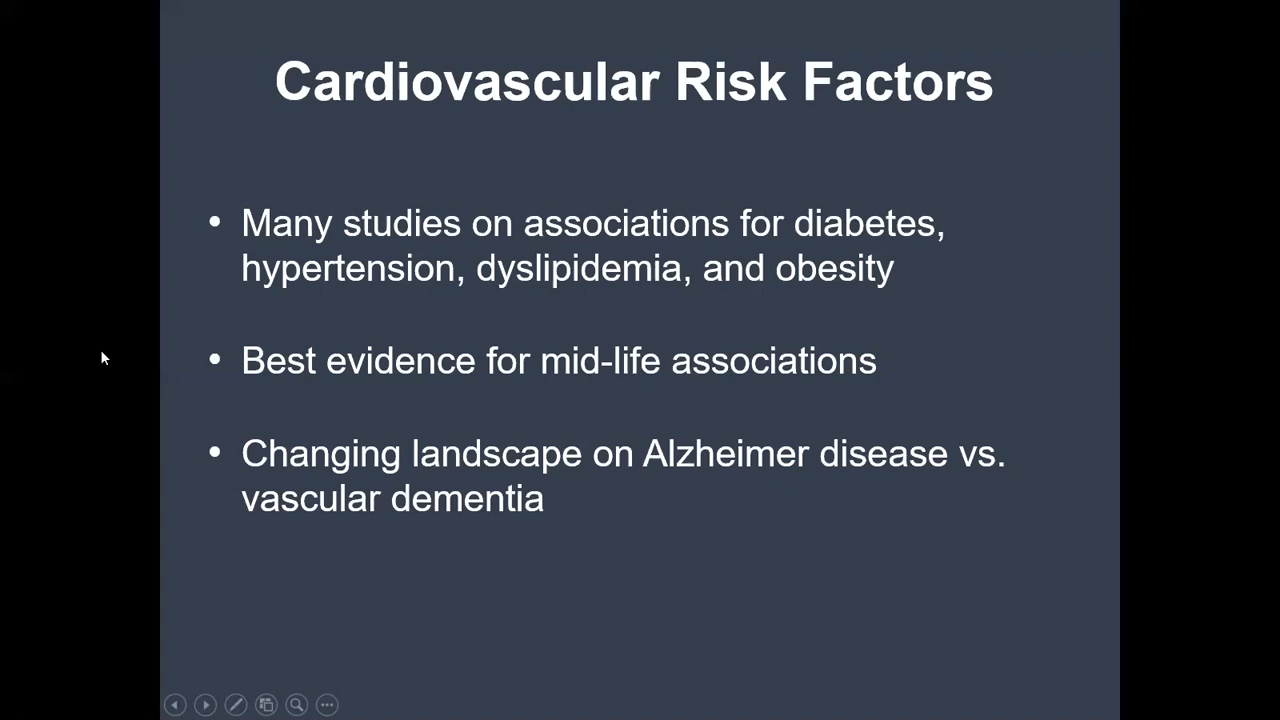 Cardiovascular Risk Factors
• Many studies on associations for diabetes,
hypertension, dyslipidemia, and obesity
• Best evidence for mid-life associations
• Changing landscape on Alzheimer disease vs.
vascular dementia